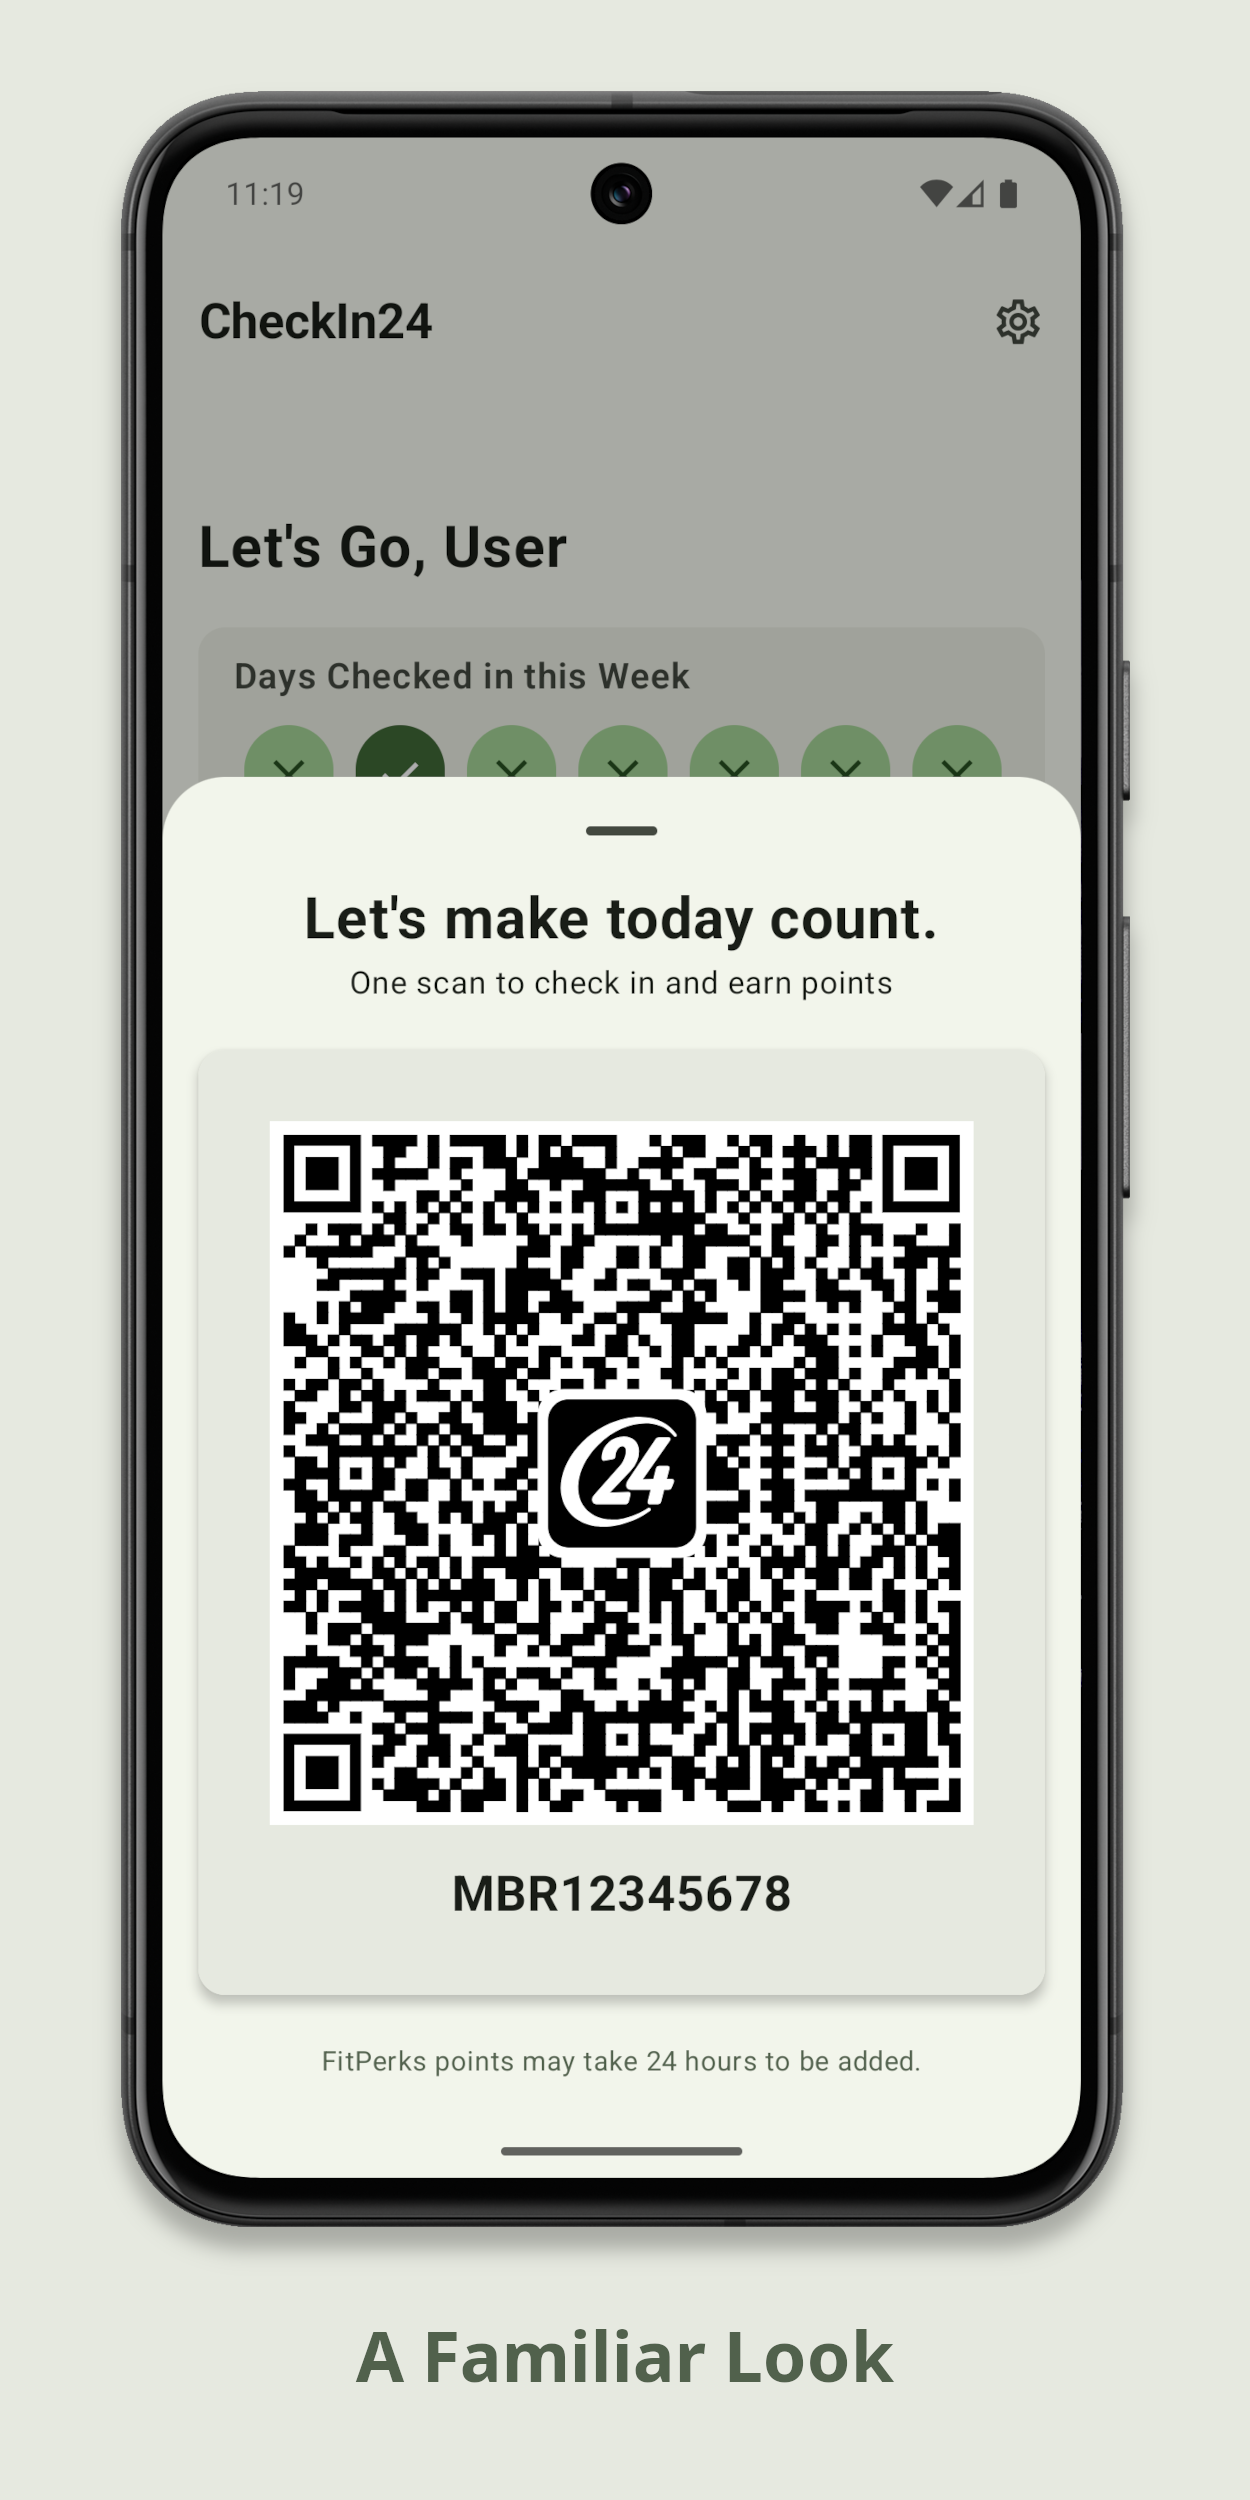 11:19
CheckIn24
Let's Go, User
Days Checked in this Week
Let's make today count.
One scan to check in and earn points
24
MBR12345678
FitPerks points may take 24 hours to be added.
A Familiar Look